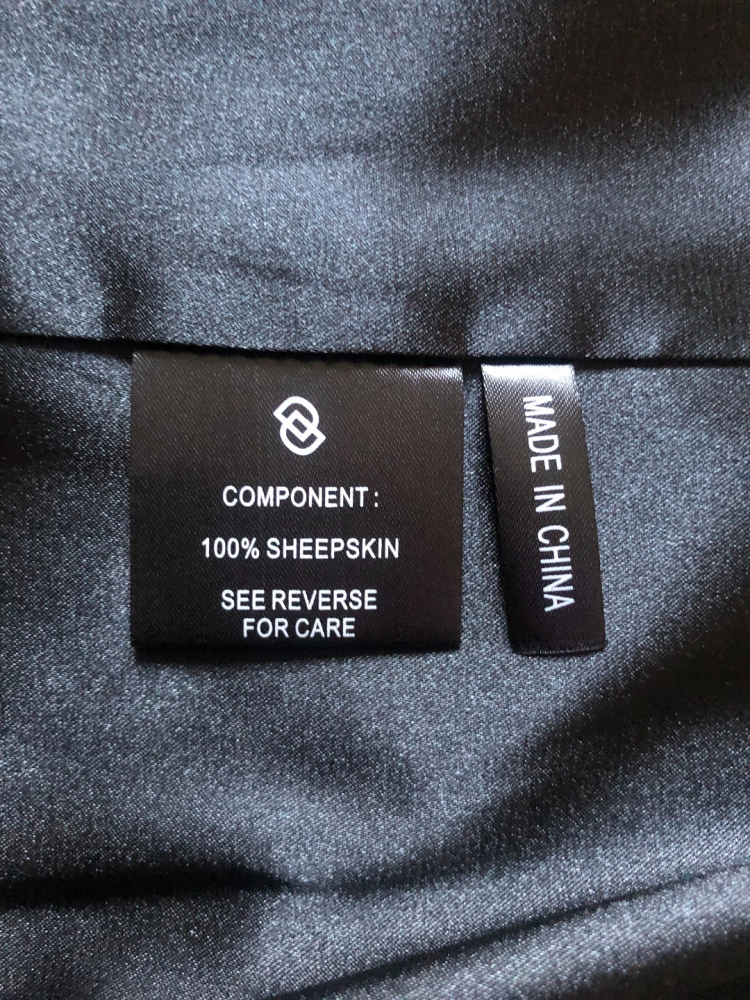 COMPONENT :
100% SHEEPSKIN
SEE REVERSE
FOR CARE
MADE IN CHINA